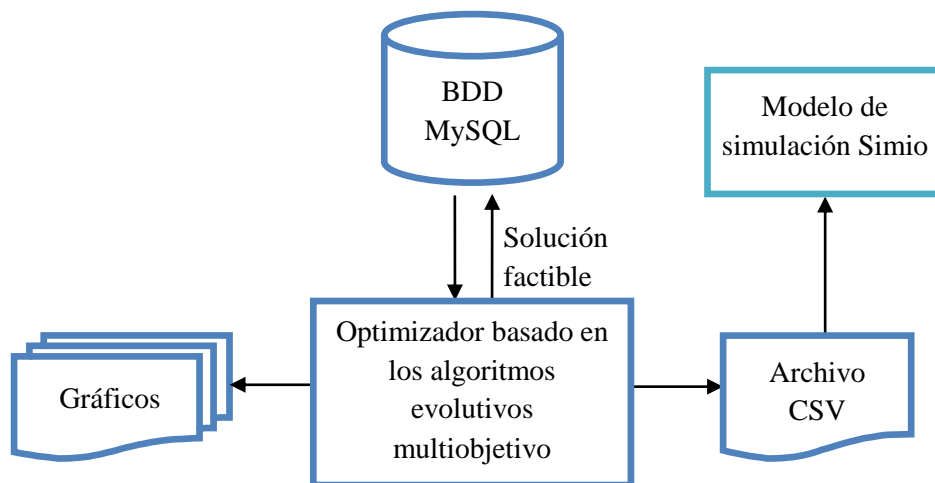 BDD
MySQL
Modelo de
simulación Simio
Solución
factible
Optimizador basado en
los algoritmos
evolutivos
multiobjetivo
Gráficos
Archivo
CSV